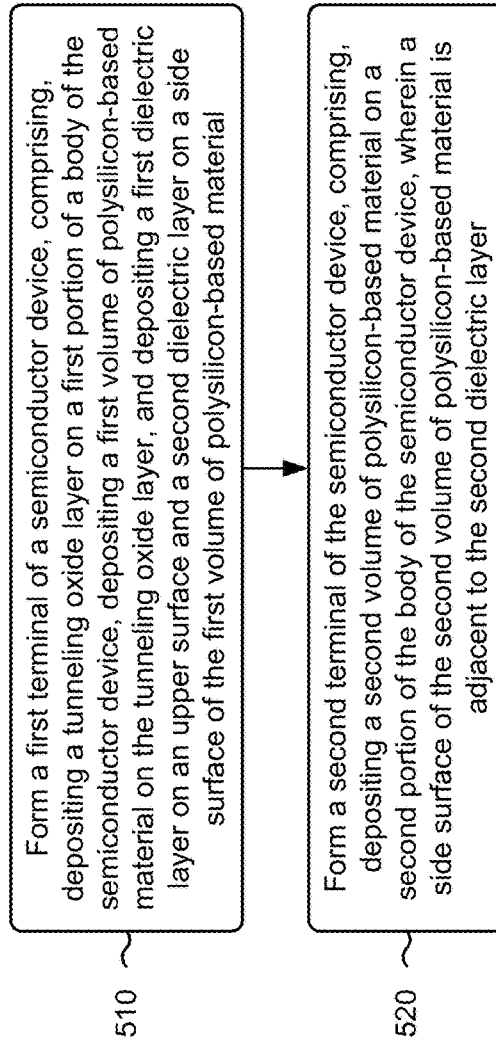 510
Form a first terminal of a semiconductor device, comprising,
depositing a tunneling oxide layer on a first portion of a body of the
semiconductor device, depositing a first volume of polysilicon-based
material on the tunneling oxide layer, and depositing a first dielectric
layer on an upper surface and a second dielectric layer on a side
surface of the first volume of polysilicon-based material
520
Form a second terminal of the semiconductor device, comprising,
depositing a second volume of polysilicon-based material on a
second portion of the body of the semiconductor device, wherein a
side surface of the second volume of polysilicon-based material is
adjacent to the second dielectric layer